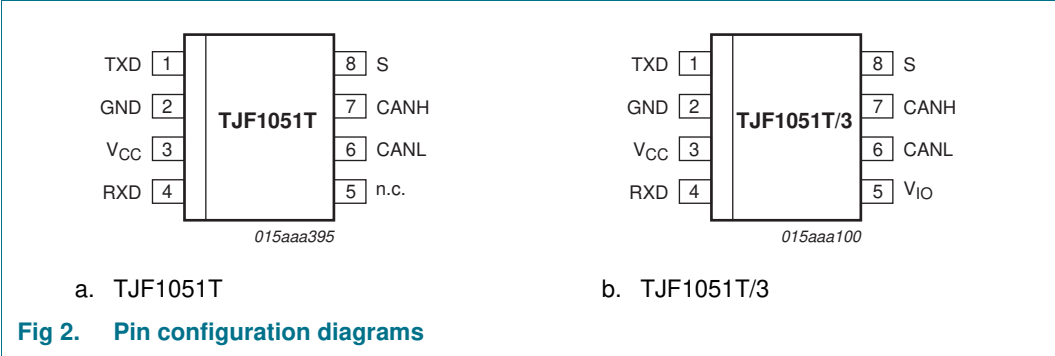 TXD 1 TJF1051T 8 S
GND 2 7 CANH
VCC 3 6 CANL
RXD 4 5 n.c.
015aaa395
a. TJF1051T
TXD 1 TJF1051T/3 8 S
GND 2 7 CANH
VCC 3 6 CANL
RXD 4 5 VIO
015aaa100
b. TJF1051T/3
Fig 2. Pin configuration diagrams